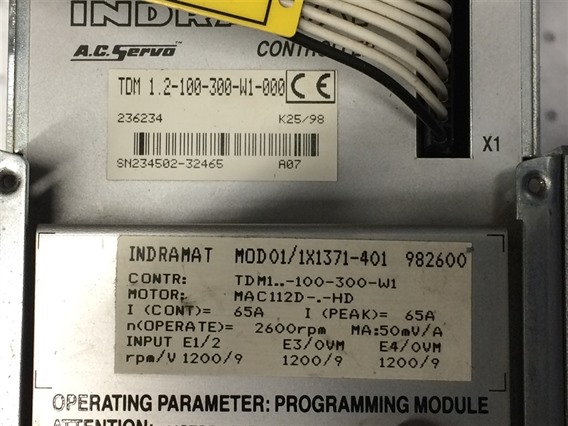 A.C. Servo CONTROLLER
TDM 1.2-100-300-W1-000 CE
236234 K25/98
SN234502-32465 A07
X1
INDRAMAT MOD01/1X1371-401 982600
CONTR: TDM1..-100-300-W1
MOTOR: MAC112D-.-HD
I (CONT)= 65A I (PEAK)= 65A
n(OPERATE)= 2600rpm MA:50mV/A
INPUT E1/2 E3/0VM E4/0VM
rpm/V 1200/9 1200/9 1200/9
OPERATING PARAMETER: PROGRAMMING MODULE